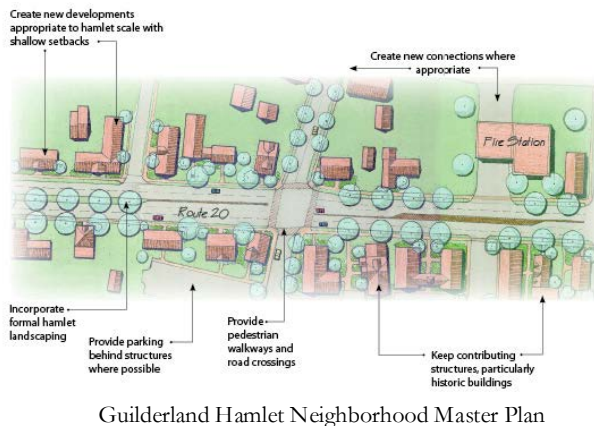 Create new developments
appropriate to hamlet scale with
shallow setbacks
Create new connections where
appropriate
Fire Station
Route 20
Incorporate
formal hamlet
landscaping
Provide parking
behind structures
where possible
Provide
pedestrian
walkways and
road crossings
Keep contributing
structures, particularly
historic buildings
Guilderland Hamlet Neighborhood Master Plan